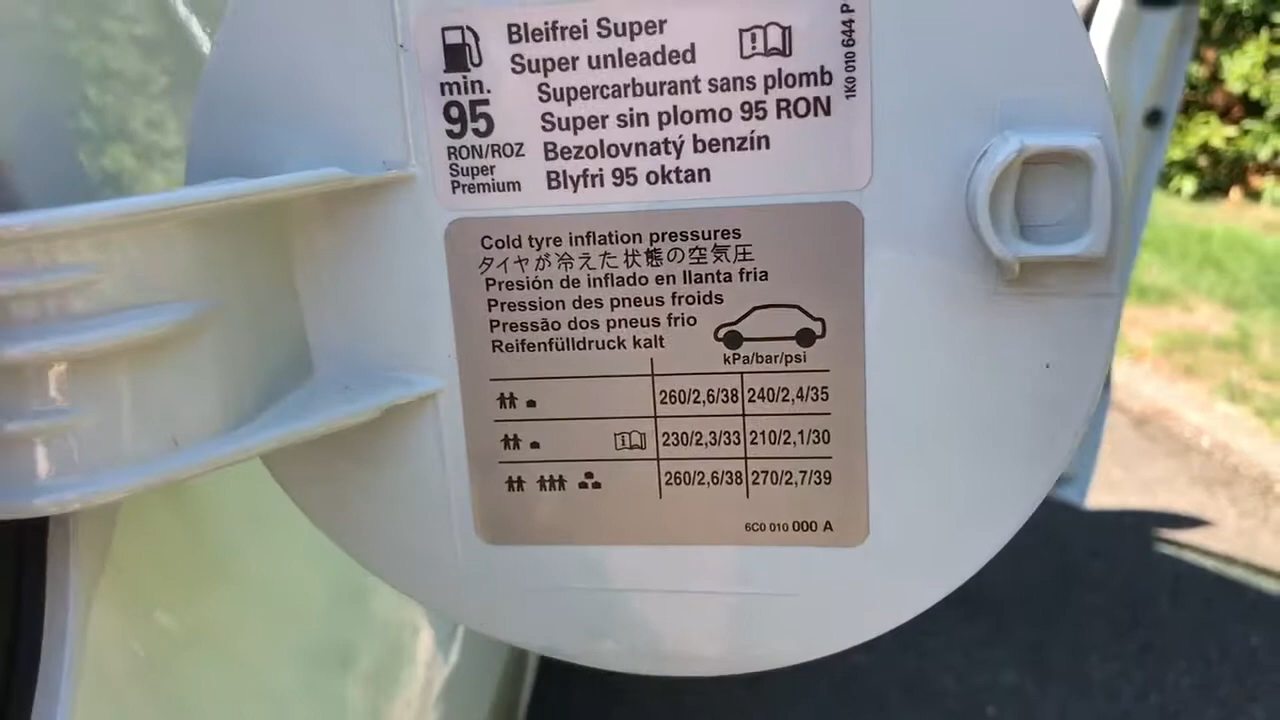 Bleifrei Super
Super unleaded
min.
Supercarburant sans plomb
95
Super sin plomo 95 RON
RON/ROZ
Bezolovnatý benzín
Super
Premium
Blyfri 95 oktan
1K0 010 644 P
Cold tyre inflation pressures
タイヤが冷えた状態の空気圧
Presión de inflado en llanta fria
Pression des pneus froids
Pressão dos pneus frio
Reifenfülldruck kalt
kPa/bar/psi
260/2,6/38 240/2,4/35
230/2,3/33 210/2,1/30
260/2,6/38 270/2,7/39
6C0 010 000 A